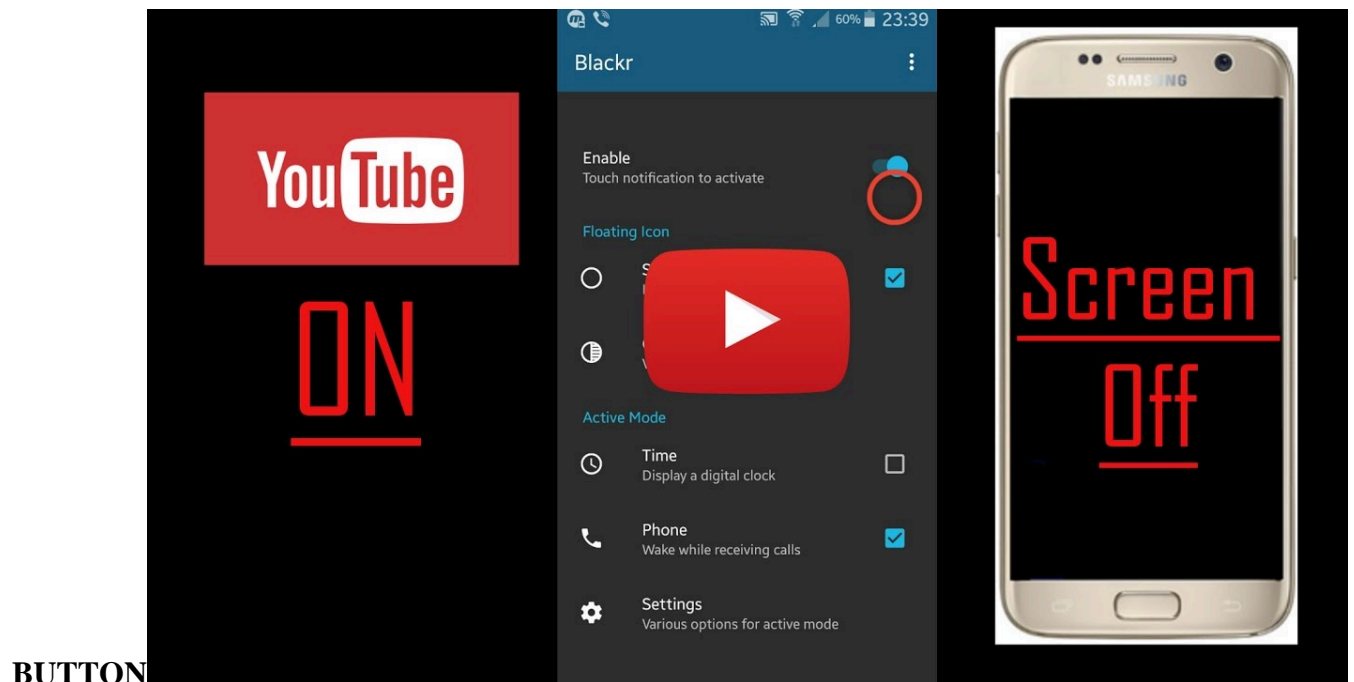 YouTube
ON
60% 23:39
Blackr
Enable
Touch notification to activate
Floating Icon
Active Mode
Time
Display a digital clock
Phone
Wake while receiving calls
Settings
Various options for active mode
SAMSUNG
Screen
Off
BUTTON